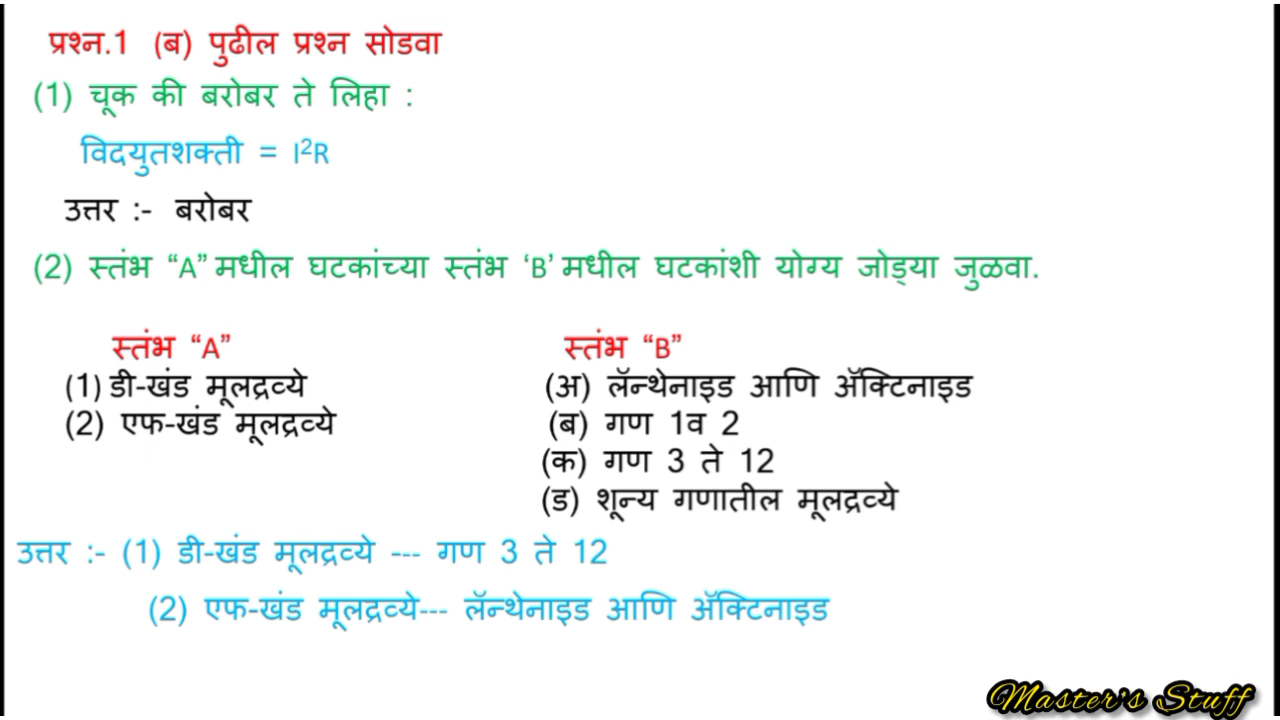 प्रश्न.1 (ब) पुढील प्रश्न सोडवा
(1) चूक की बरोबर ते लिहा :
विदयुतशक्ती = I²R
उत्तर :- बरोबर
(2) स्तंभ “A” मधील घटकांच्या स्तंभ ‘B’ मधील घटकांशी योग्य जोड्या जुळवा.
स्तंभ “A” स्तंभ “B”
(1) डी-खंड मूलद्रव्ये (अ) लॅन्थेनाइड आणि ॲक्टिनाइड
(2) एफ-खंड मूलद्रव्ये (ब) गण 1व 2
(क) गण 3 ते 12
(ड) शून्य गणातील मूलद्रव्ये
उत्तर :- (1) डी-खंड मूलद्रव्ये --- गण 3 ते 12
(2) एफ-खंड मूलद्रव्ये--- लॅन्थेनाइड आणि ॲक्टिनाइड
Master's Stuff